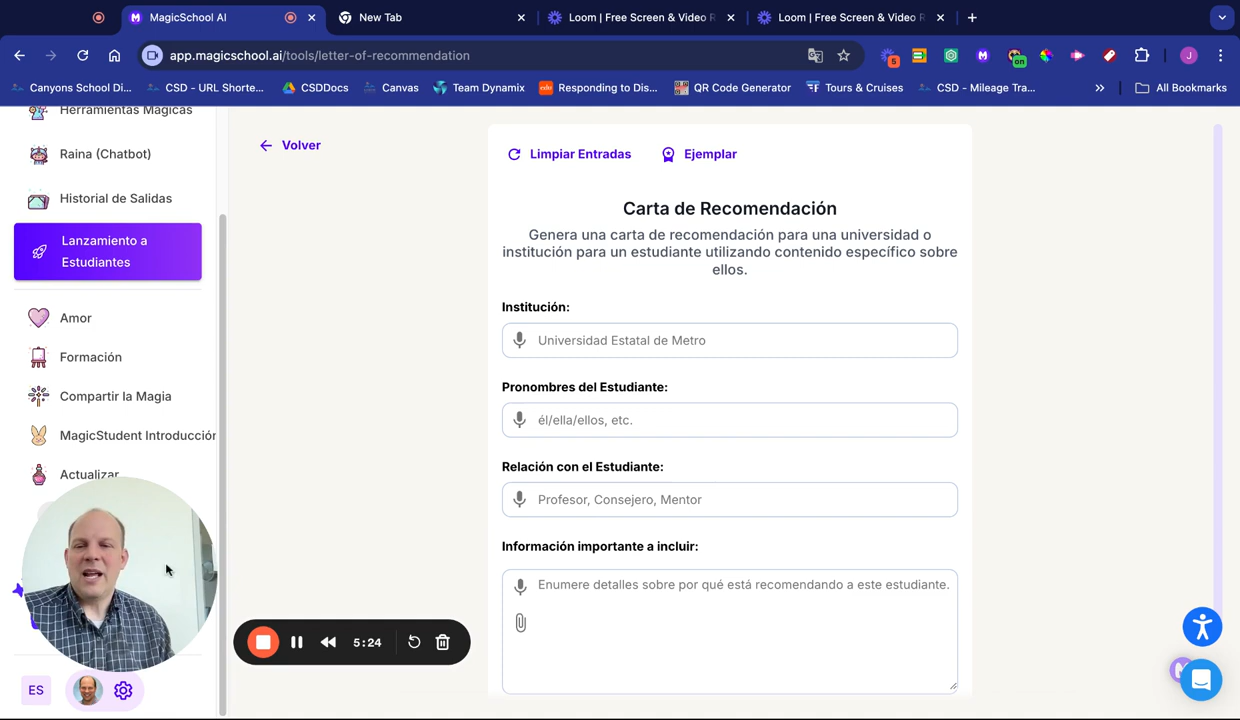 MagicSchool AI
New Tab
Loom | Free Screen & Video R
Loom | Free Screen & Video R
app.magicschool.ai/tools/letter-of-recommendation
5
on
J
Canyons School Di...
CSD - URL Shorte...
CSDDocs
Canvas
Team Dynamix
Responding to Dis...
QR Code Generator
Tours & Cruises
CSD - Mileage Tra...
All Bookmarks
Herramientas Mágicas
Raina (Chatbot)
Historial de Salidas
Lanzamiento a
Estudiantes
Amor
Formación
Compartir la Magia
MagicStudent Introducción
Actualizar
ES
Volver
Limpiar Entradas
Ejemplar
Carta de Recomendación
Genera una carta de recomendación para una universidad o
institución para un estudiante utilizando contenido específico sobre
ellos.
Institución:
Universidad Estatal de Metro
Pronombres del Estudiante:
él/ella/ellos, etc.
Relación con el Estudiante:
Profesor, Consejero, Mentor
Información importante a incluir:
Enumere detalles sobre por qué está recomendando a este estudiante.
5:24